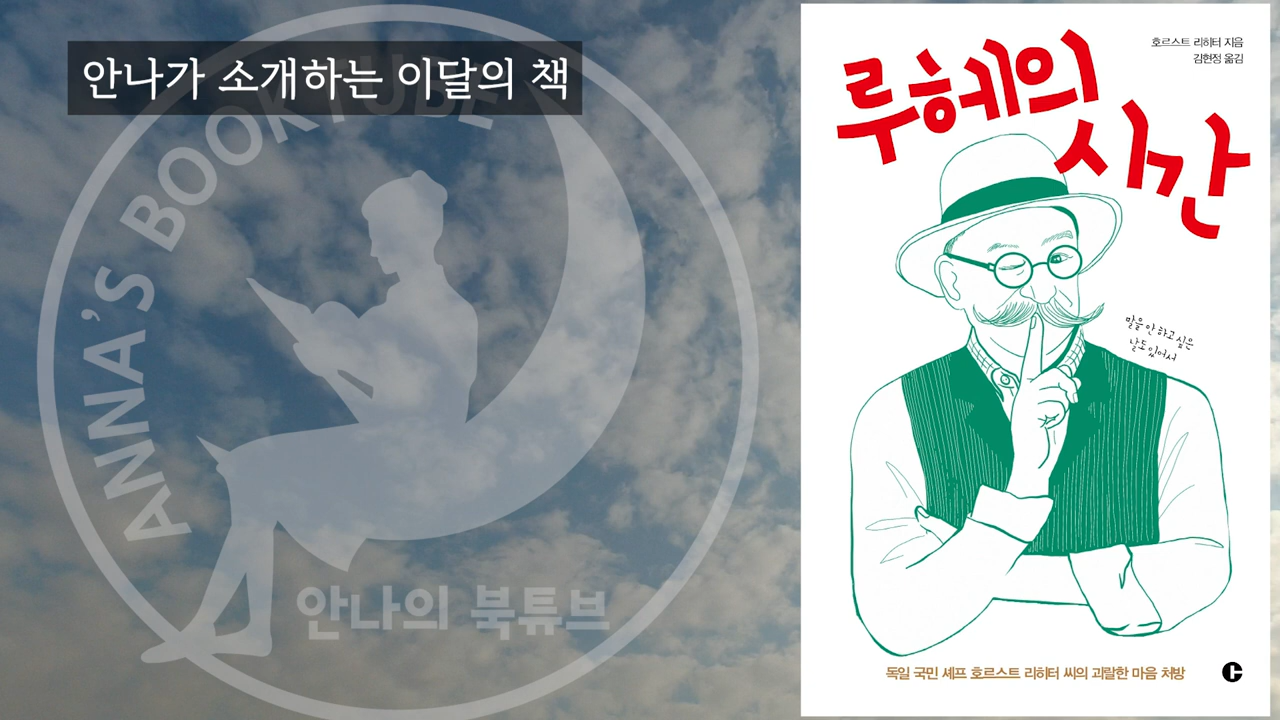 안나가 소개하는 이달의 책
ANNA'S BOOKTUBE
안나의 북튜브
호르스트 리히터 지음
김현정 옮김
루헤의
시간
말을 안 하고 싶은
날도 있어서
독일 국민 셰프 호르스트 리히터 씨의 괴랄한 마음 처방